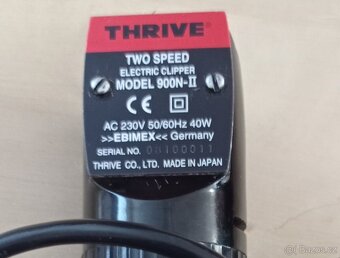 THRIVE
TWO SPEED
ELECTRIC CLIPPER
MODEL 900N-II
CE
AC 230V 50/60Hz 40W
>>EBIMEX<< Germany
SERIAL NO.
THRIVE CO., LTD. MADE IN JAPAN